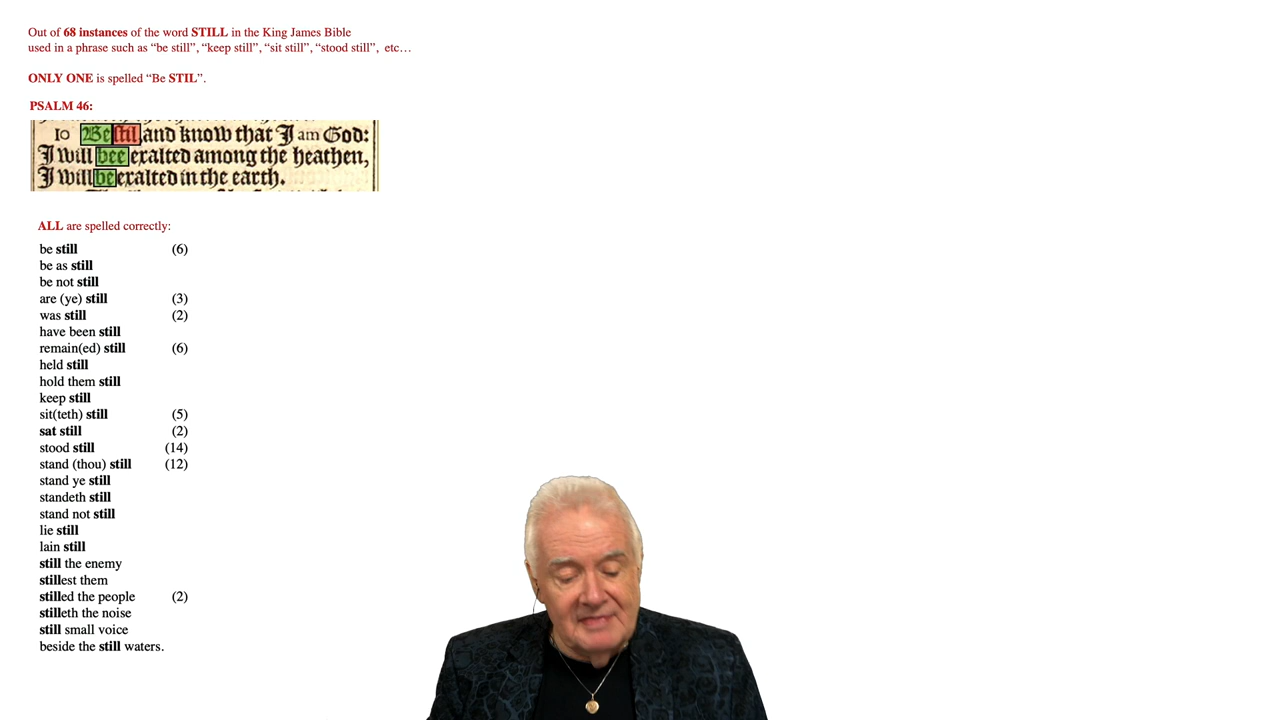 Out of 68 instances of the word STILL in the King James Bible
used in a phrase such as “be still”, “keep still”, “sit still”, “stood still”, etc…
ONLY ONE is spelled “Be STIL”.
PSALM 46:
10 Be stil, and know that I am God:
I will bee exalted among the heathen,
I will be exalted in the earth.
ALL are spelled correctly:
be still (6)
be as still
be not still
are (ye) still (3)
was still (2)
have been still
remain(ed) still (6)
held still
hold them still
keep still
sit(teth) still (5)
sat still (2)
stood still (14)
stand (thou) still (12)
stand ye still
standeth still
stand not still
lie still
lain still
still the enemy
stillest them
stilled the people (2)
stilleth the noise
still small voice
beside the still waters.